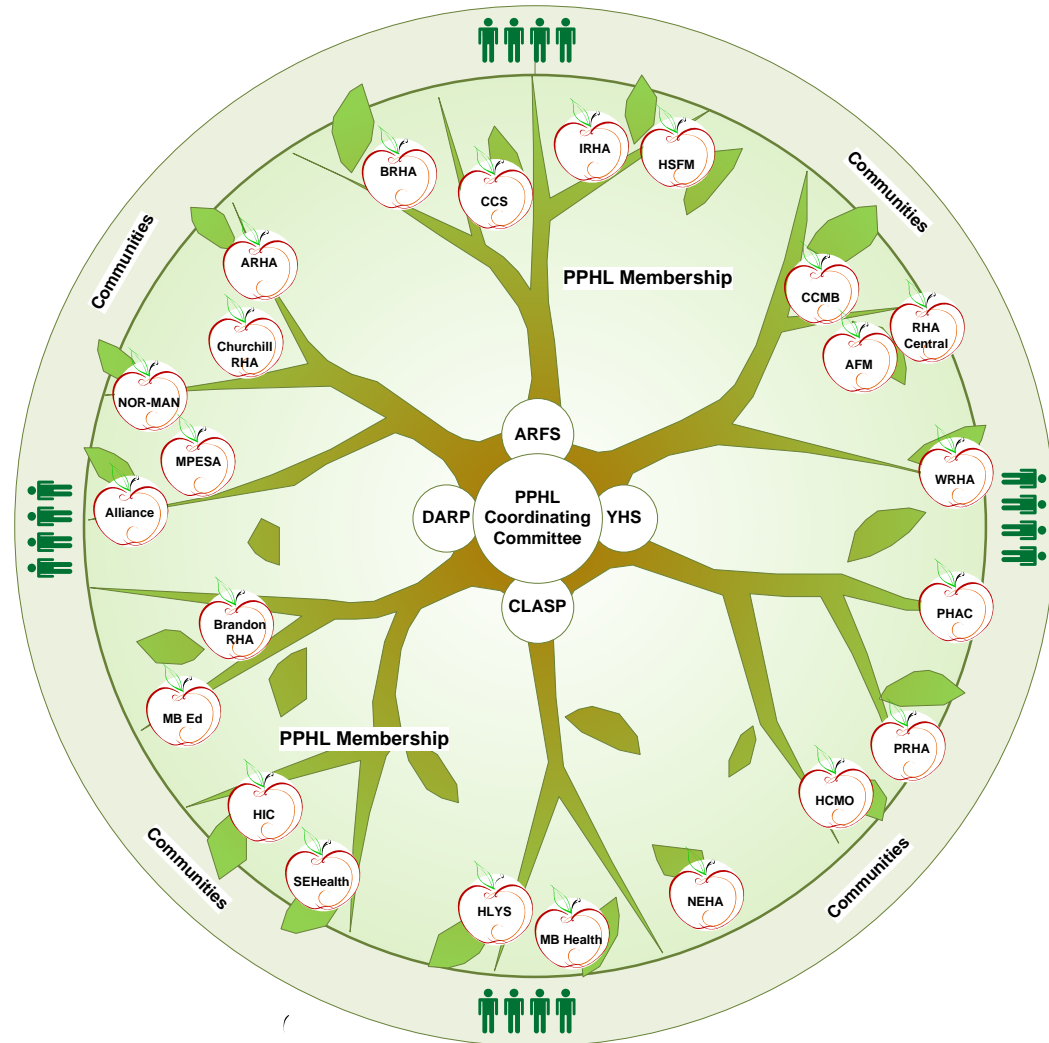 IRHA
HSFM
BRHA
CCS
Communities
Communities
ARHA
PPHL Membership
CCMB
RHA
Central
Churchill
RHA
AFM
NOR-MAN
ARFS
MPESA
WRHA
Alliance
PPHL
Coordinating
Committee
DARP
YHS
CLASP
Brandon
RHA
PHAC
MB Ed
PPHL Membership
PRHA
HIC
HCMO
Communities
Communities
SEHealth
HLYS
NEHA
MB Health